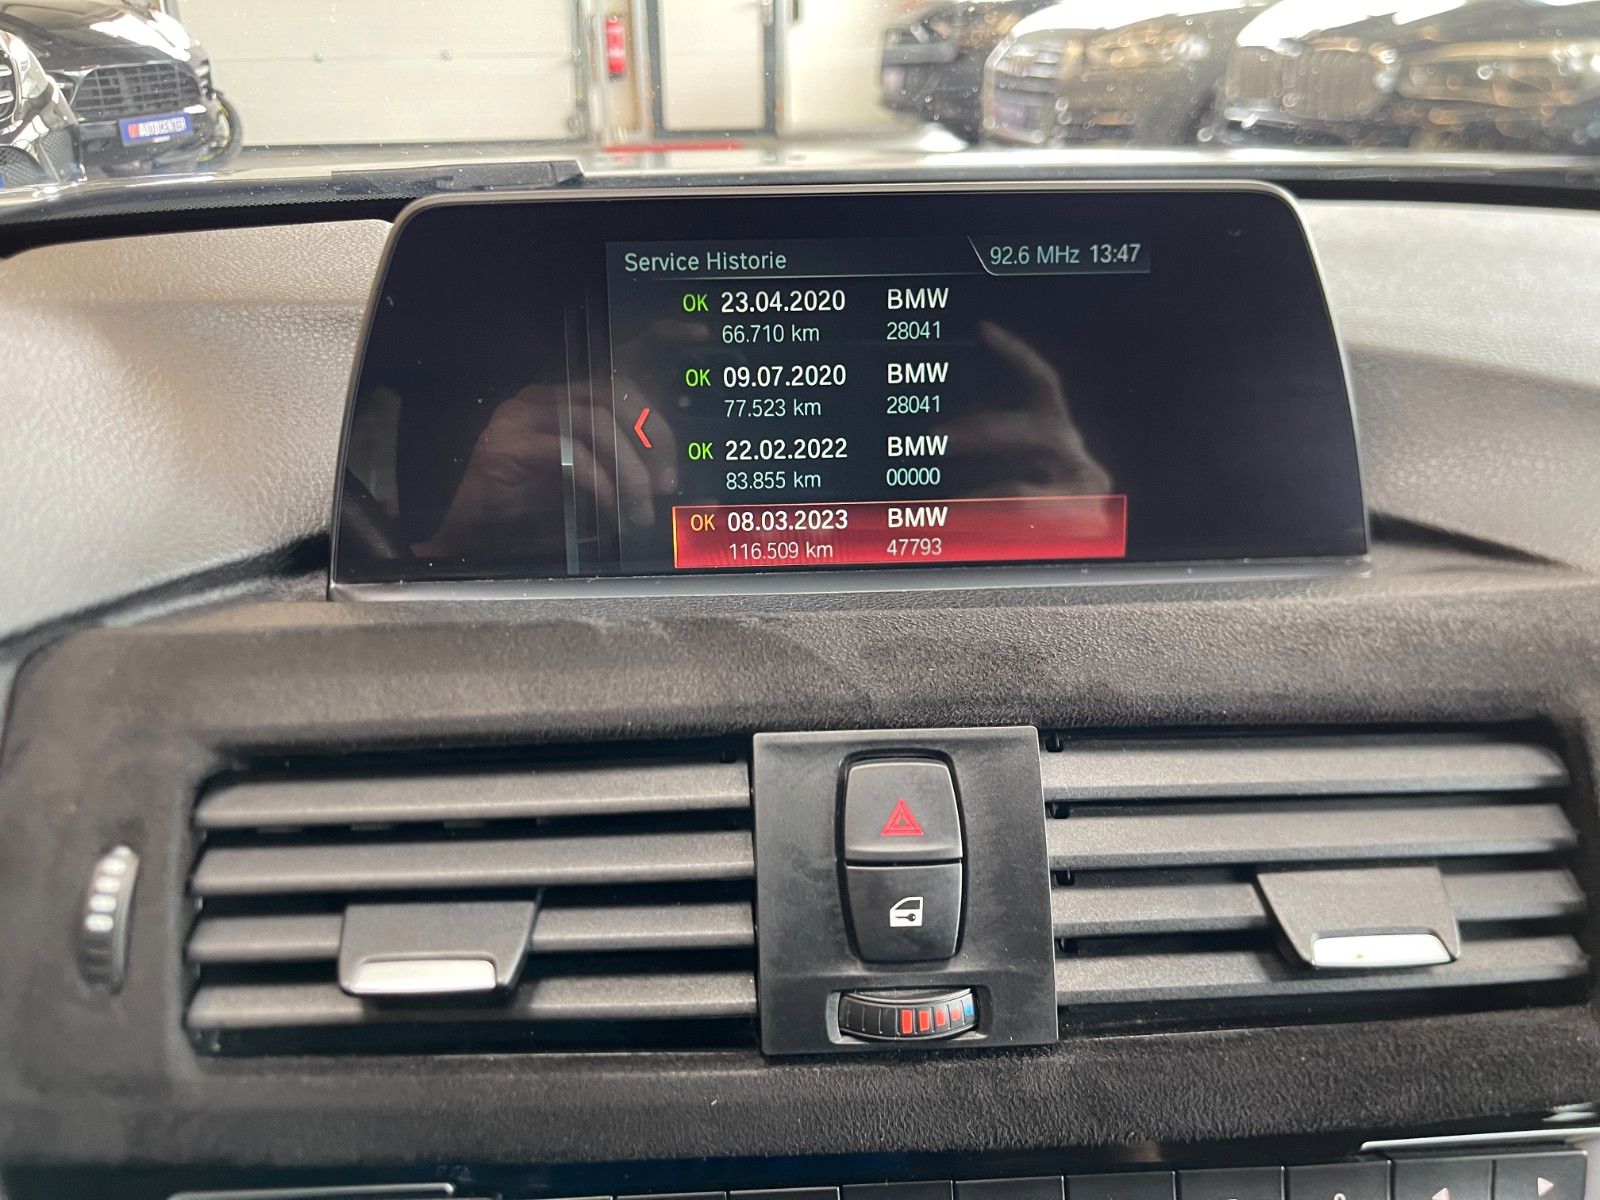 AUTOCENTER
Service Historie
92.6 MHz 13:47
OK 23.04.2020 BMW
66.710 km 28041
OK 09.07.2020 BMW
77.523 km 28041
OK 22.02.2022 BMW
83.855 km 00000
OK 08.03.2023 BMW
116.509 km 47793